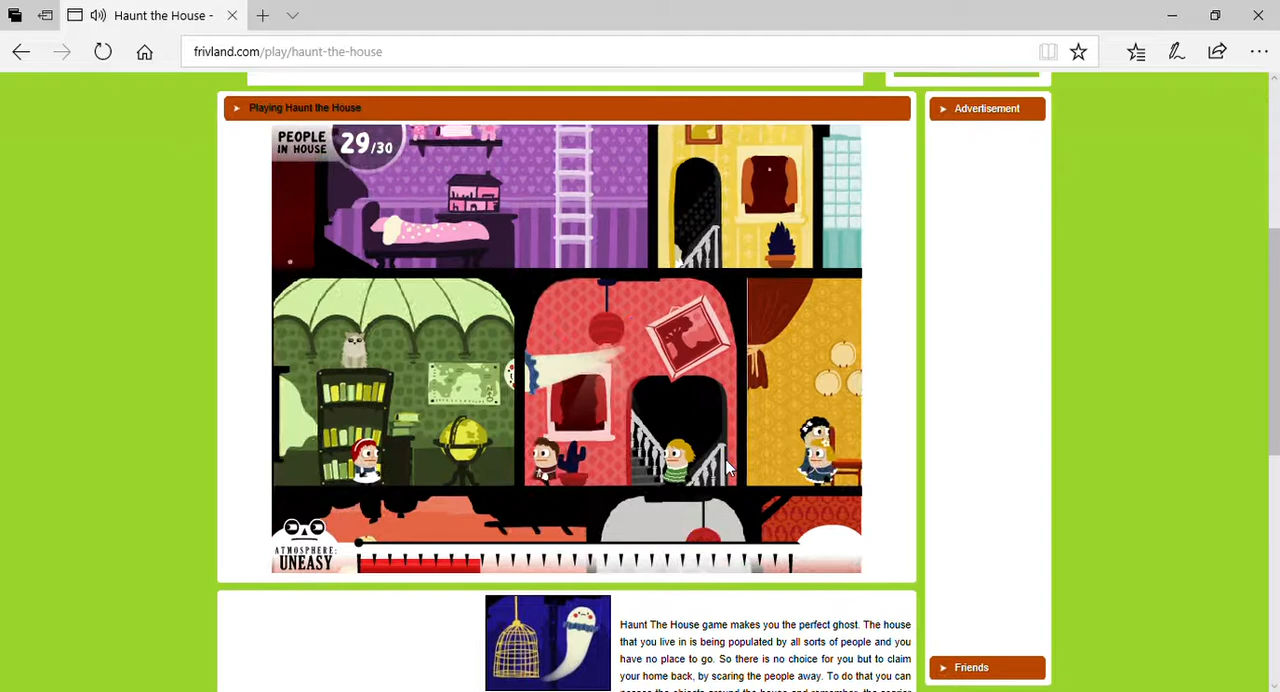 Haunt the House -
frivland.com/play/haunt-the-house
Playing Haunt the House
Advertisement
PEOPLE
IN HOUSE
29/30
ATMOSPHERE:
UNEASY
Haunt The House game makes you the perfect ghost. The house
that you live in is being populated by all sorts of people and you
have no place to go. So there is no choice for you but to claim
your home back, by scaring the people away. To do that you can
Friends